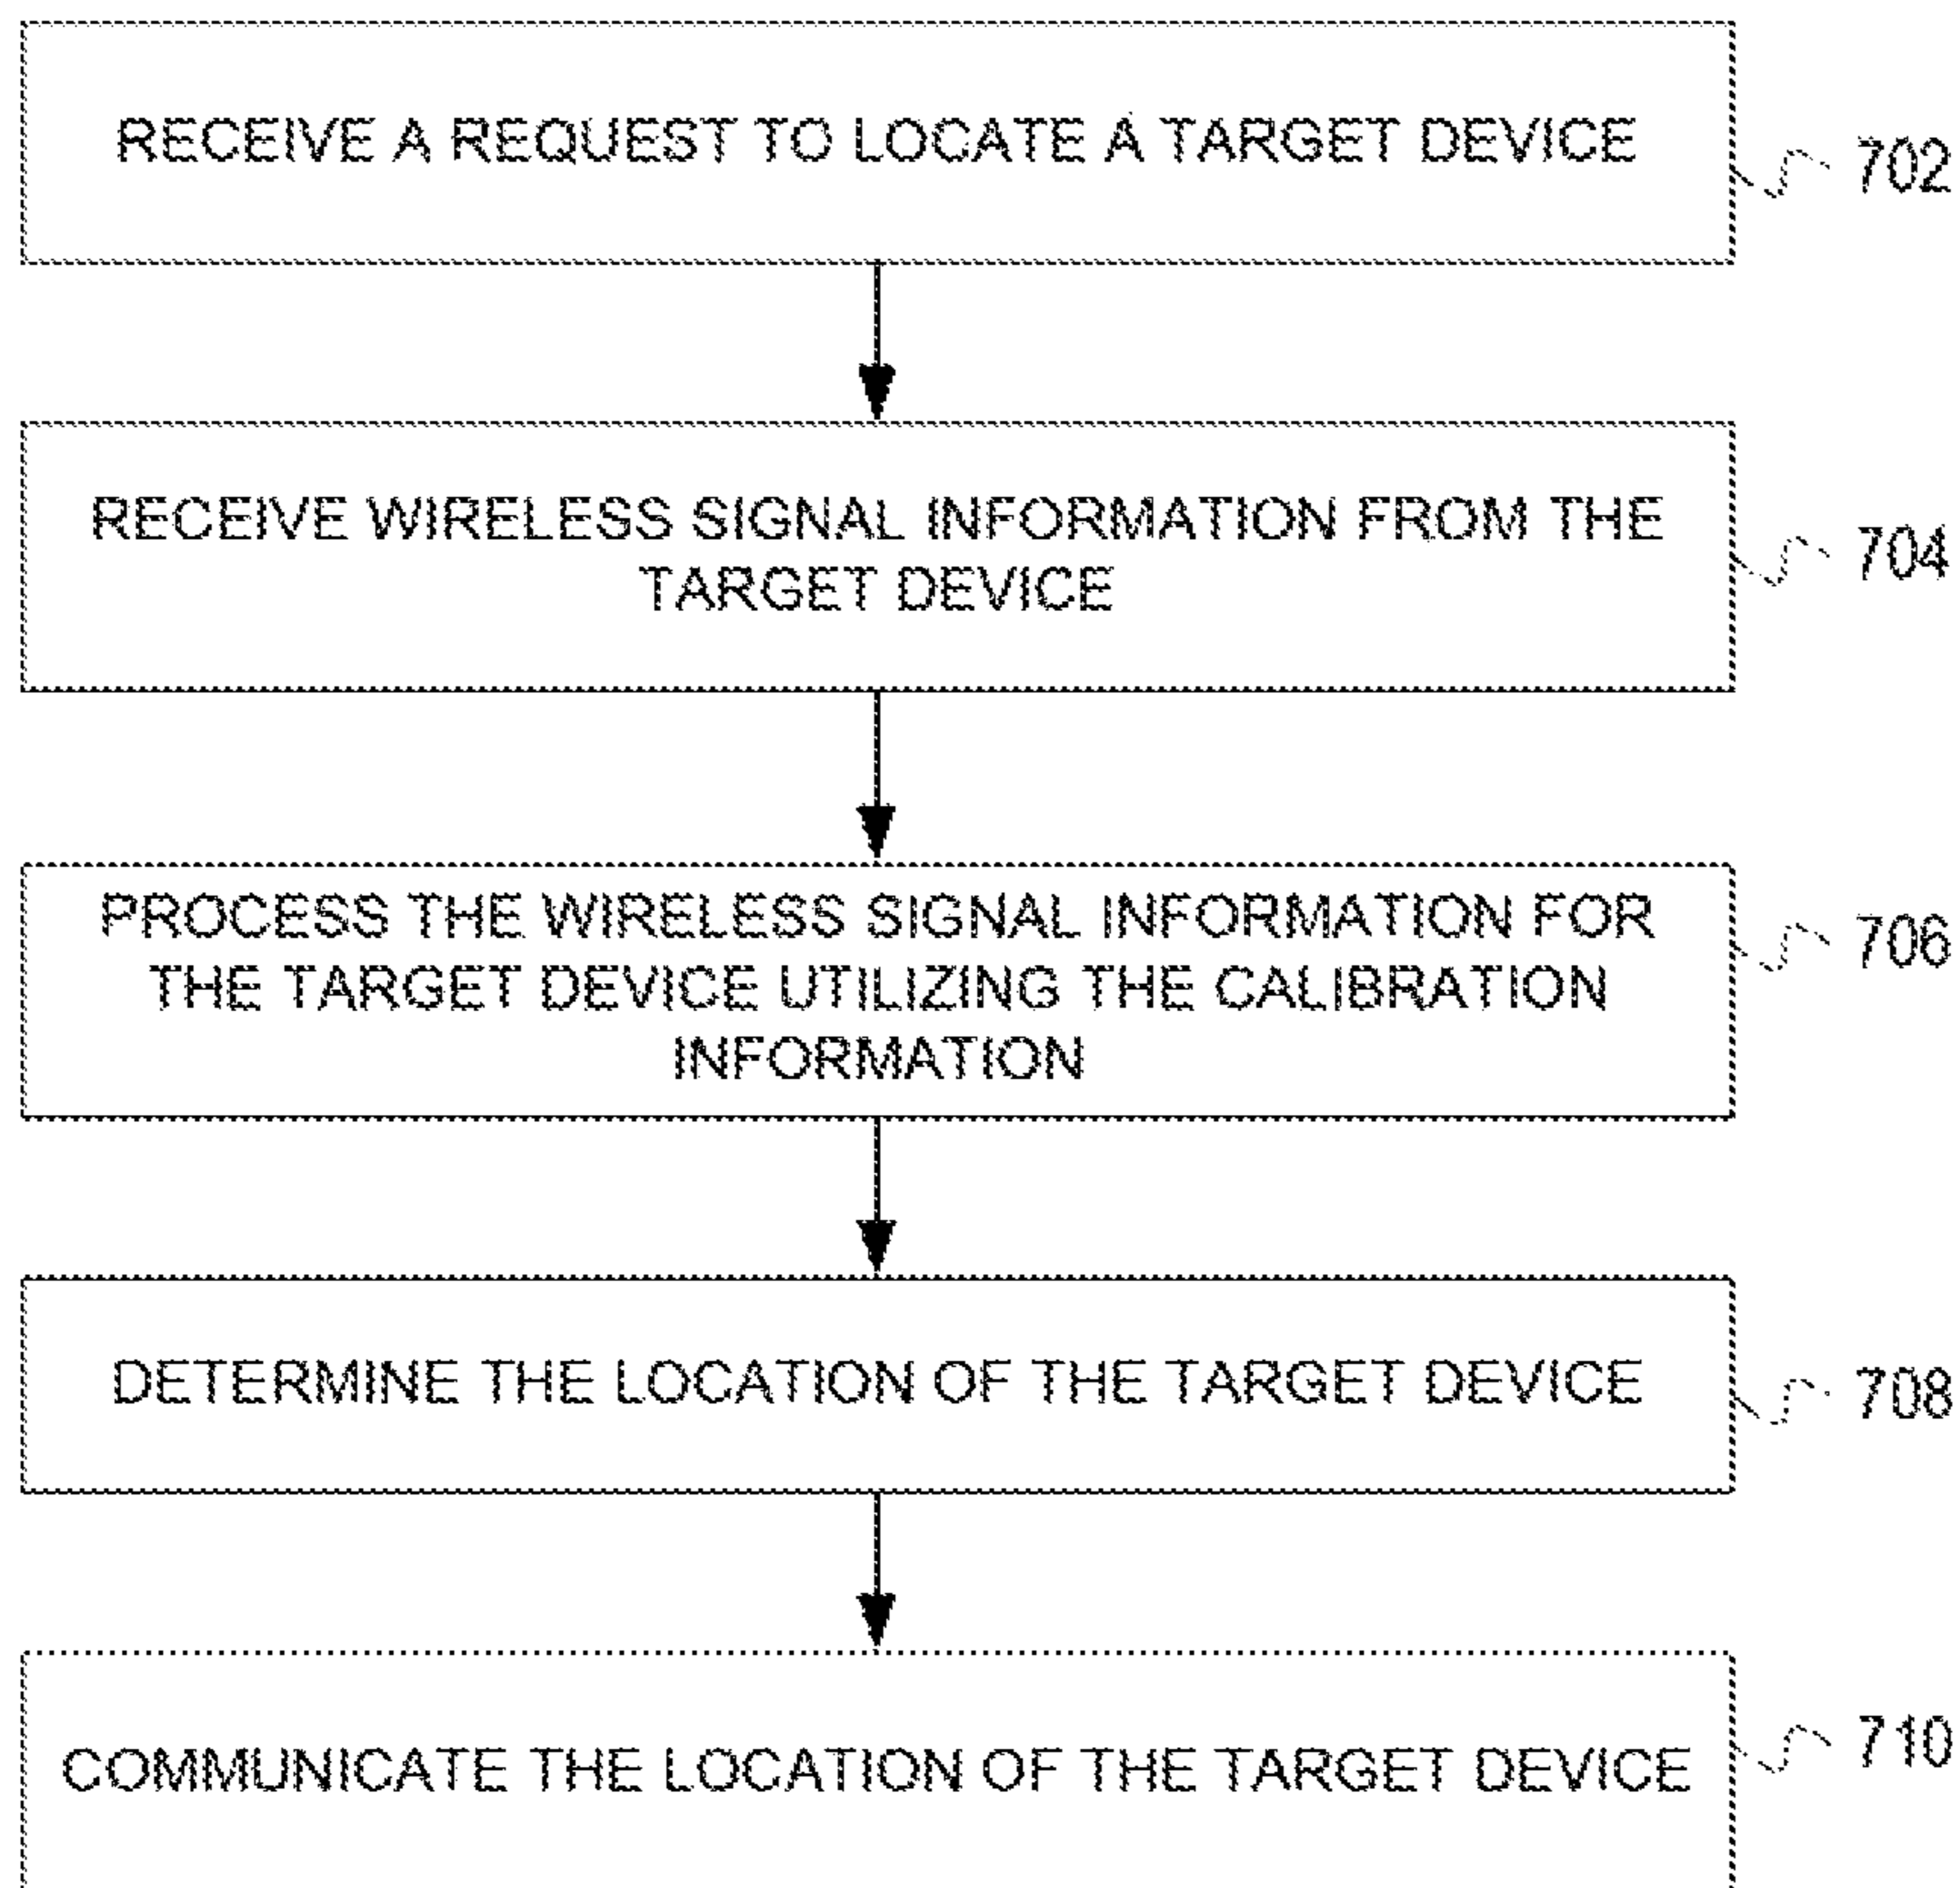 RECEIVE A REQUEST TO LOCATE A TARGET DEVICE
702
RECEIVE WIRELESS SIGNAL INFORMATION FROM THE
TARGET DEVICE
704
PROCESS THE WIRELESS SIGNAL INFORMATION FOR
THE TARGET DEVICE UTILIZING THE CALIBRATION
INFORMATION
706
DETERMINE THE LOCATION OF THE TARGET DEVICE
708
COMMUNICATE THE LOCATION OF THE TARGET DEVICE
710